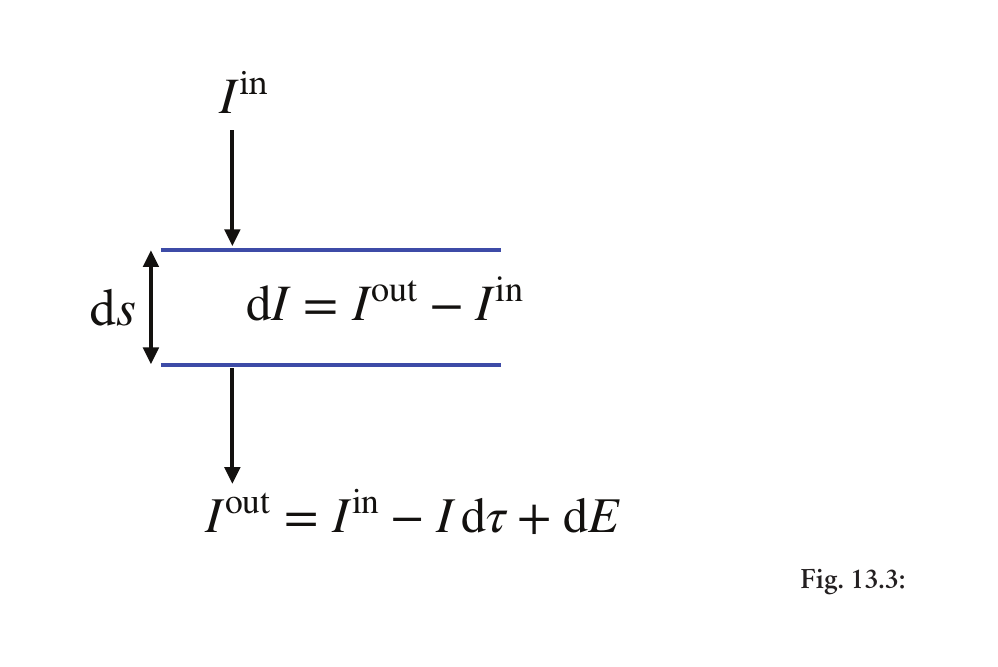 I^in
ds
dI = I^out − I^in
I^out = I^in − I dτ + dE
Fig. 13.3: